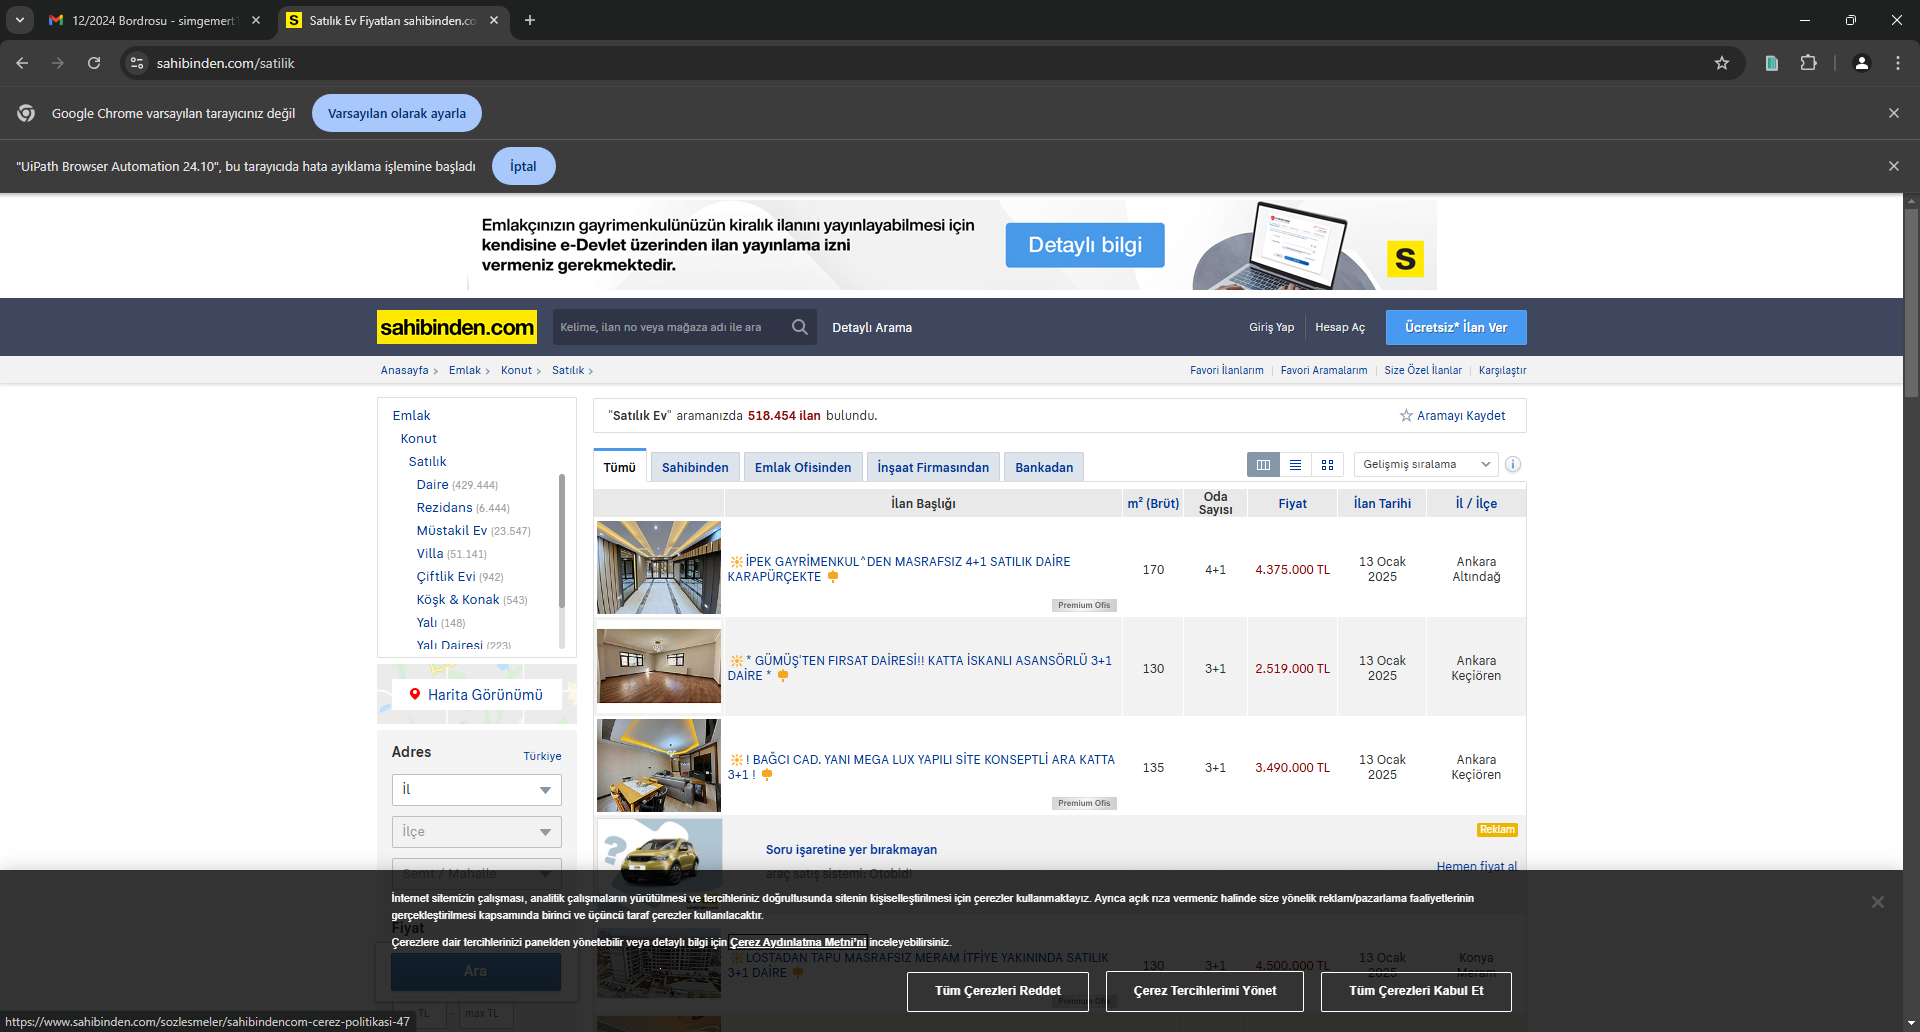 12/2024 Bordrosu - simgemert
Satılık Ev Fiyatları sahibinden.co
sahibinden.com/satilik
Google Chrome varsayılan tarayıcınız değil
Varsayılan olarak ayarla
"UiPath Browser Automation 24.10", bu tarayıcıda hata ayıklama işlemine başladı
İptal
Emlakçınızın gayrimenkulünüzün kiralık ilanını yayınlayabilmesi için
kendisine e-Devlet üzerinden ilan yayınlama izni
vermeniz gerekmektedir.
Detaylı bilgi
S
sahibinden.com
Kelime, ilan no veya mağaza adı ile ara
Detaylı Arama
Giriş Yap
Hesap Aç
Ücretsiz* İlan Ver
Anasayfa > Emlak > Konut > Satılık >
Favori İlanlarım | Favori Aramalarım | Size Özel İlanlar | Karşılaştır
Emlak
Konut
Satılık
Daire (429.444)
Rezidans (6.444)
Müstakil Ev (23.547)
Villa (51.141)
Çiftlik Evi (942)
Köşk & Konak (543)
Yalı (148)
Yalı Dairesi (223)
Harita Görünümü
Adres
Türkiye
İl
İlçe
Semt / Mahalle
Fiyat
Ara
min TL - max TL
"Satılık Ev" aramanızda 518.454 ilan bulundu.
Aramayı Kaydet
Tümü
Sahibinden
Emlak Ofisinden
İnşaat Firmasından
Bankadan
Gelişmiş sıralama
İlan Başlığı
m² (Brüt)
Oda
Sayısı
Fiyat
İlan Tarihi
İl / İlçe
İPEK GAYRİMENKUL^DEN MASRAFSIZ 4+1 SATILIK DAİRE
KARAPÜRÇEKTE
Premium Ofis
170
4+1
4.375.000 TL
13 Ocak
2025
Ankara
Altındağ
* GÜMÜŞ'TEN FIRSAT DAİRESİ!! KATTA İSKANLI ASANSÖRLÜ 3+1
DAİRE *
130
3+1
2.519.000 TL
13 Ocak
2025
Ankara
Keçiören
! BAĞCI CAD. YANI MEGA LUX YAPILI SİTE KONSEPTLİ ARA KATTA
3+1 !
Premium Ofis
135
3+1
3.490.000 TL
13 Ocak
2025
Ankara
Keçiören
Soru işaretine yer bırakmayan
araç satış sistemi: Otobid!
Reklam
Hemen fiyat al
LOSTADAN TAPU MASRAFSIZ MERAM İTFİYE YAKININDA SATILIK
3+1 DAİRE
130
3+1
4.500.000 TL
13 Ocak
2025
Konya
Meram
Premium Ofis
İnternet sitemizin çalışması, analitik çalışmaların yürütülmesi ve tercihleriniz doğrultusunda sitenin kişiselleştirilmesi için çerezler kullanmaktayız. Ayrıca açık rıza vermeniz halinde size yönelik reklam/pazarlama faaliyetlerinin
gerçekleştirilmesi kapsamında birinci ve üçüncü taraf çerezler kullanılacaktır.
Çerezlere dair tercihlerinizi panelden yönetebilir veya detaylı bilgi için Çerez Aydınlatma Metni'ni inceleyebilirsiniz.
Tüm Çerezleri Reddet
Çerez Tercihlerimi Yönet
Tüm Çerezleri Kabul Et
https://www.sahibinden.com/sozlesmeler/sahibindencom-cerez-politikasi-47